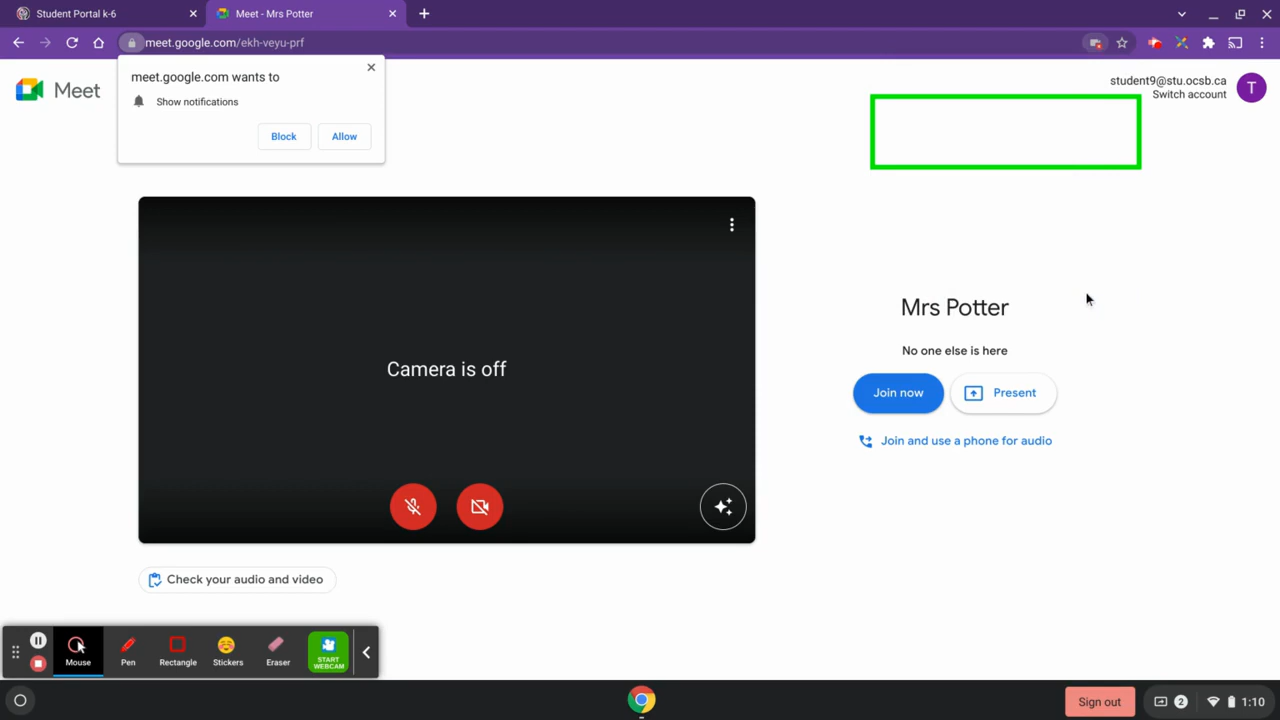 Student Portal k-6
Meet - Mrs Potter
meet.google.com/ekh-veyu-prf
Meet
meet.google.com wants to
Show notifications
Block
Allow
student9@stu.ocsb.ca
Switch account
T
Camera is off
Mrs Potter
No one else is here
Join now
Present
Join and use a phone for audio
Check your audio and video
Mouse
Pen
Rectangle
Stickers
Eraser
START
WEBCAM
Sign out
2
1:10